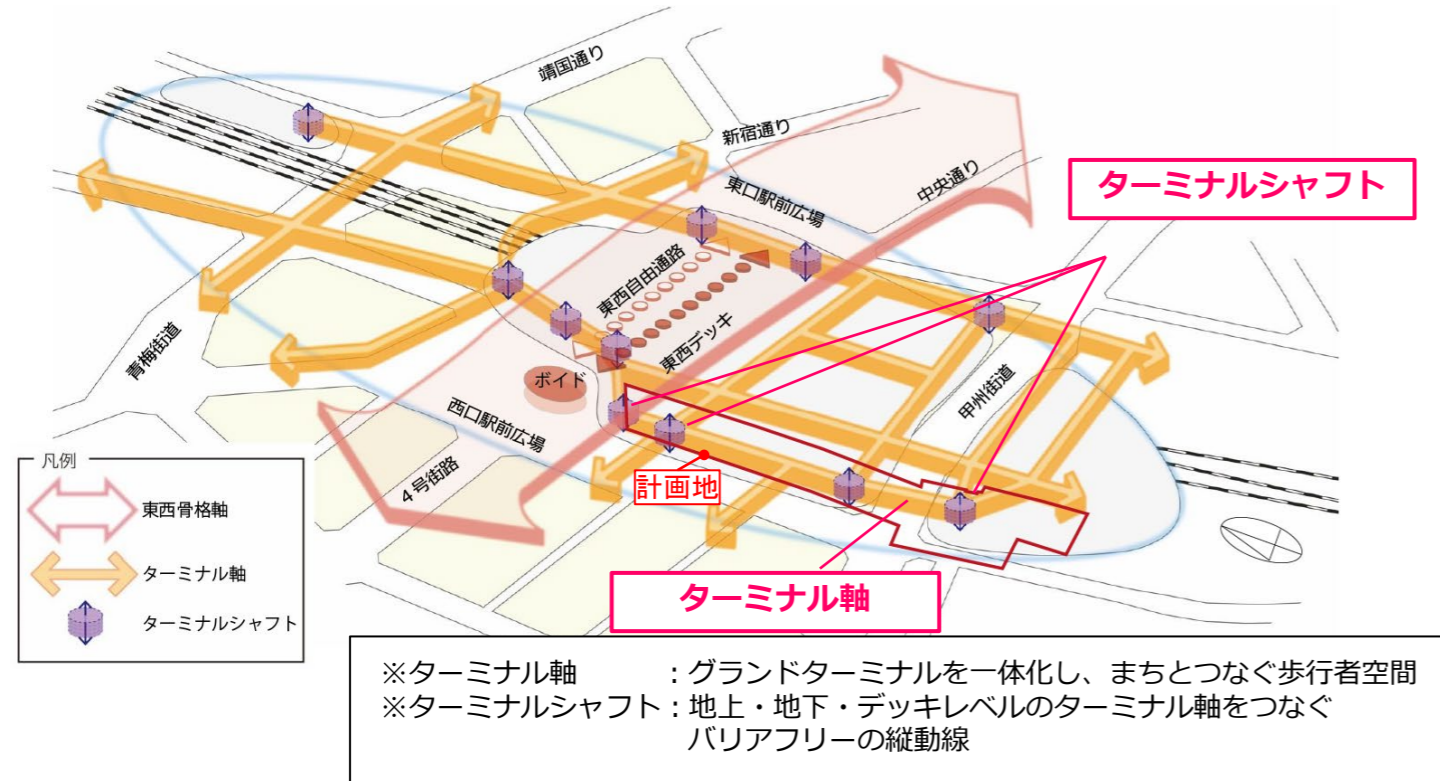 靖国通り
新宿通り
中央通り
ターミナルシャフト
東口駅前広場
東西自由通路
東西デッキ
青梅街道
ボイド
甲州街道
西口駅前広場
4号街路
計画地
凡例
東西骨格軸
ターミナル軸
ターミナルシャフト
ターミナル軸
※ターミナル軸　　　：グランドターミナルを一体化し、まちとつなぐ歩行者空間
※ターミナルシャフト：地上・地下・デッキレベルのターミナル軸をつなぐ
バリアフリーの縦動線